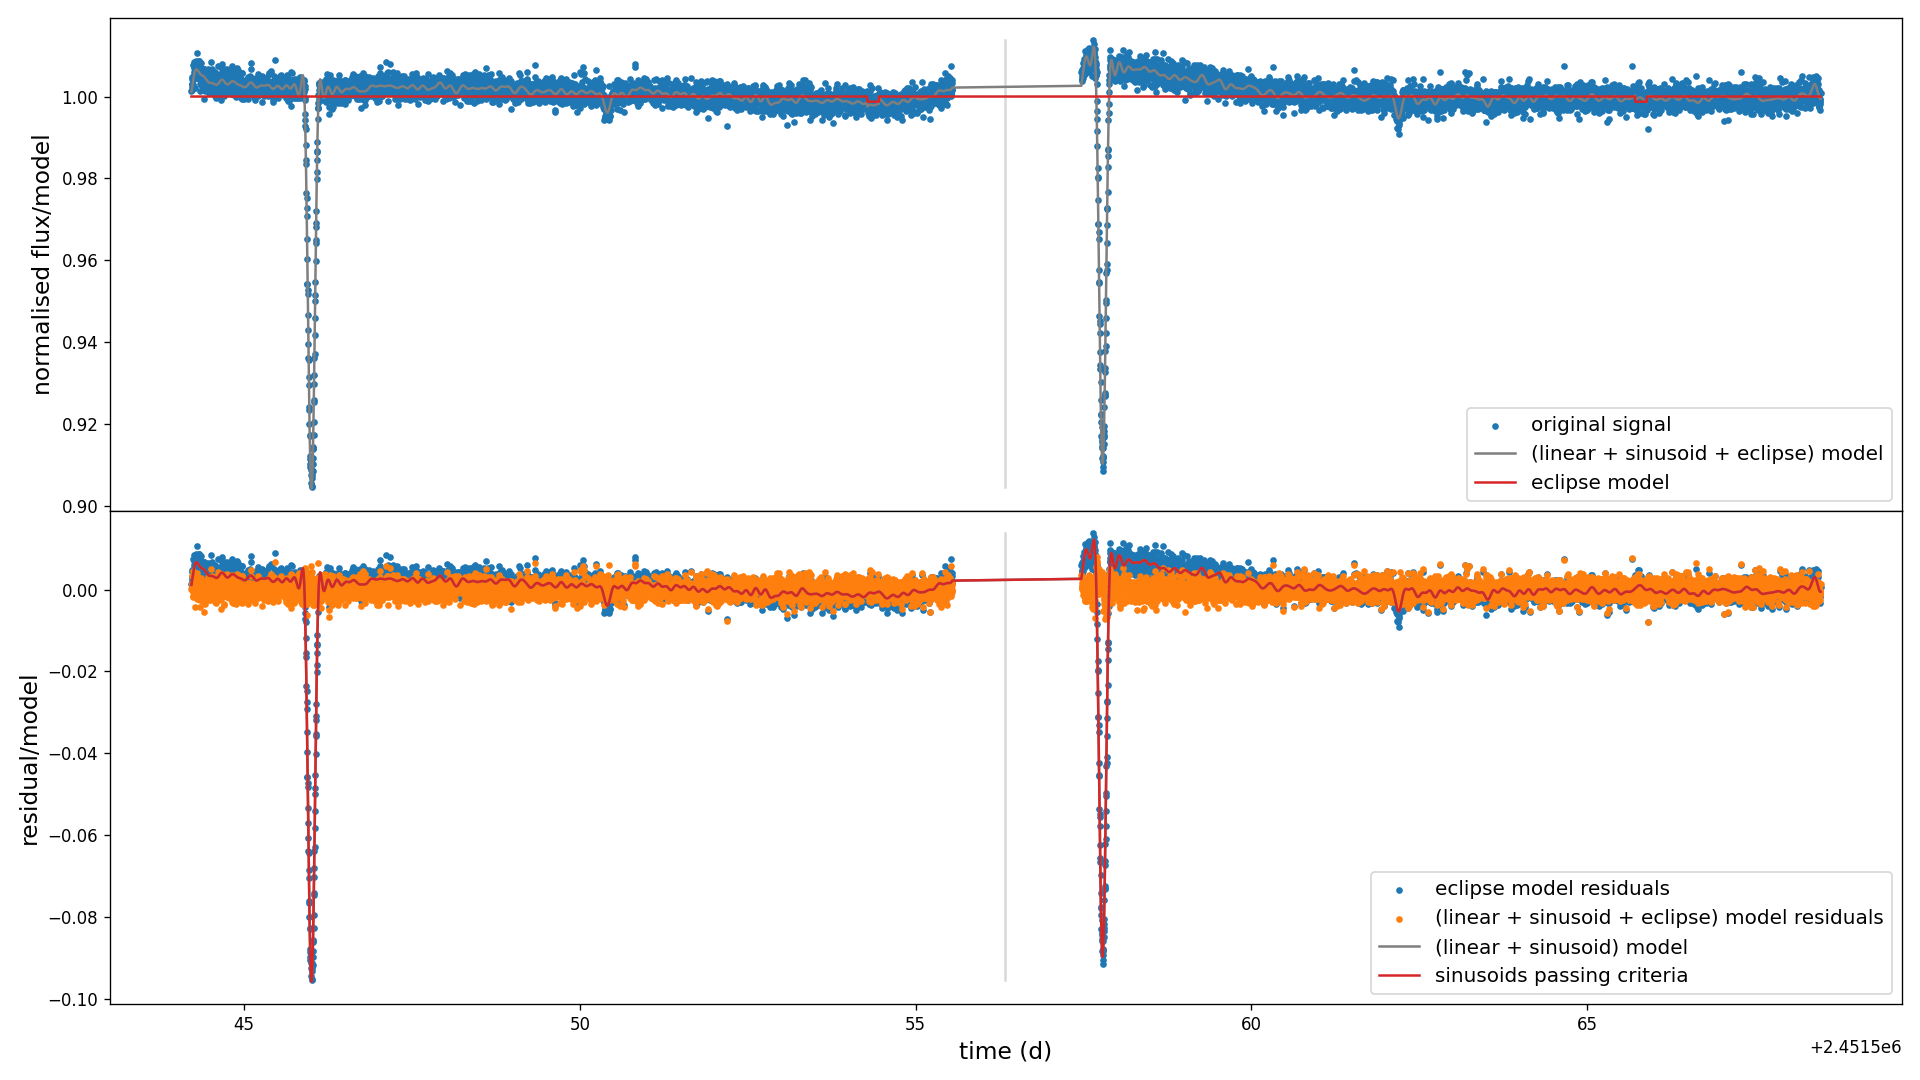 1.00
0.98
0.96
0.94
0.92
0.90
normalised flux/model
original signal
(linear + sinusoid + eclipse) model
eclipse model
0.00
−0.02
−0.04
−0.06
−0.08
−0.10
residual/model
eclipse model residuals
(linear + sinusoid + eclipse) model residuals
(linear + sinusoid) model
sinusoids passing criteria
45 50 55 60 65
time (d)
+2.4515e6